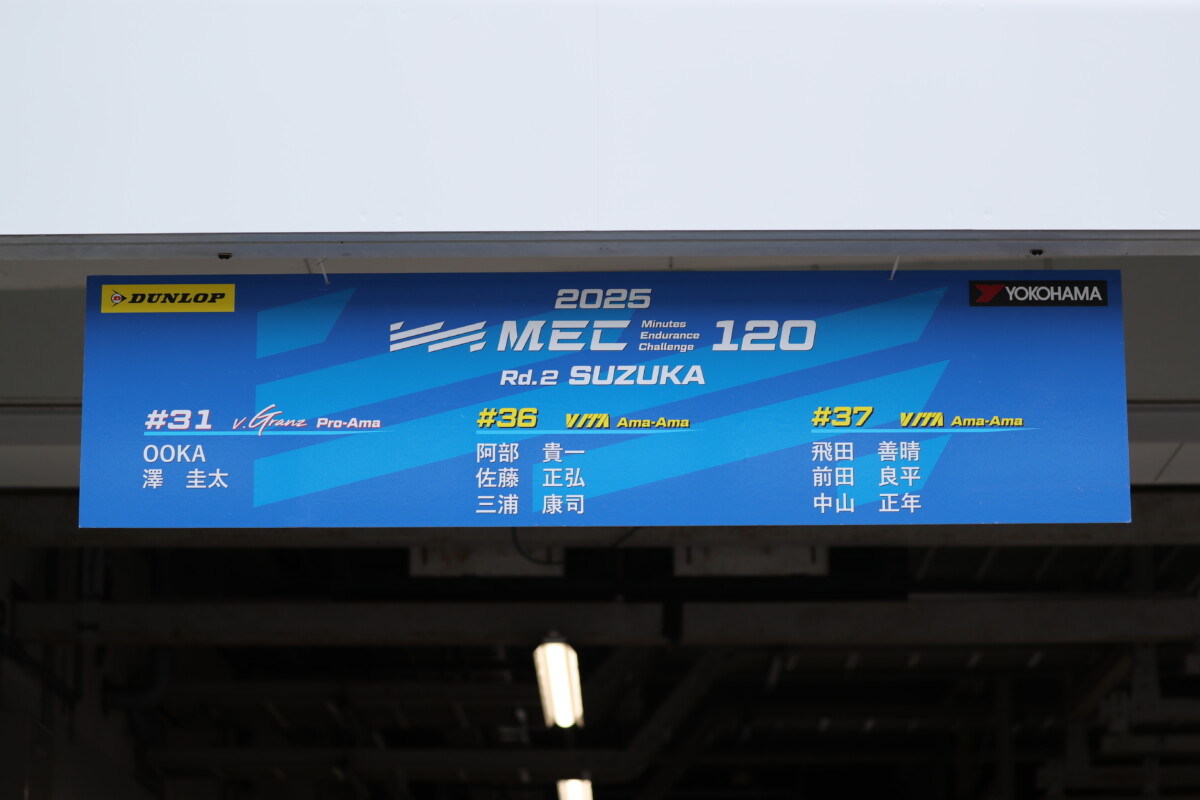 DUNLOP
YOKOHAMA
2025
MEC Minutes Endurance Challenge 120
Rd.2 SUZUKA
#31 v.Granz Pro-Ama
OOKA
澤 圭太
#36 VITA Ama-Ama
阿部 貴一
佐藤 正弘
三浦 康司
#37 VITA Ama-Ama
飛田 善晴
前田 良平
中山 正年